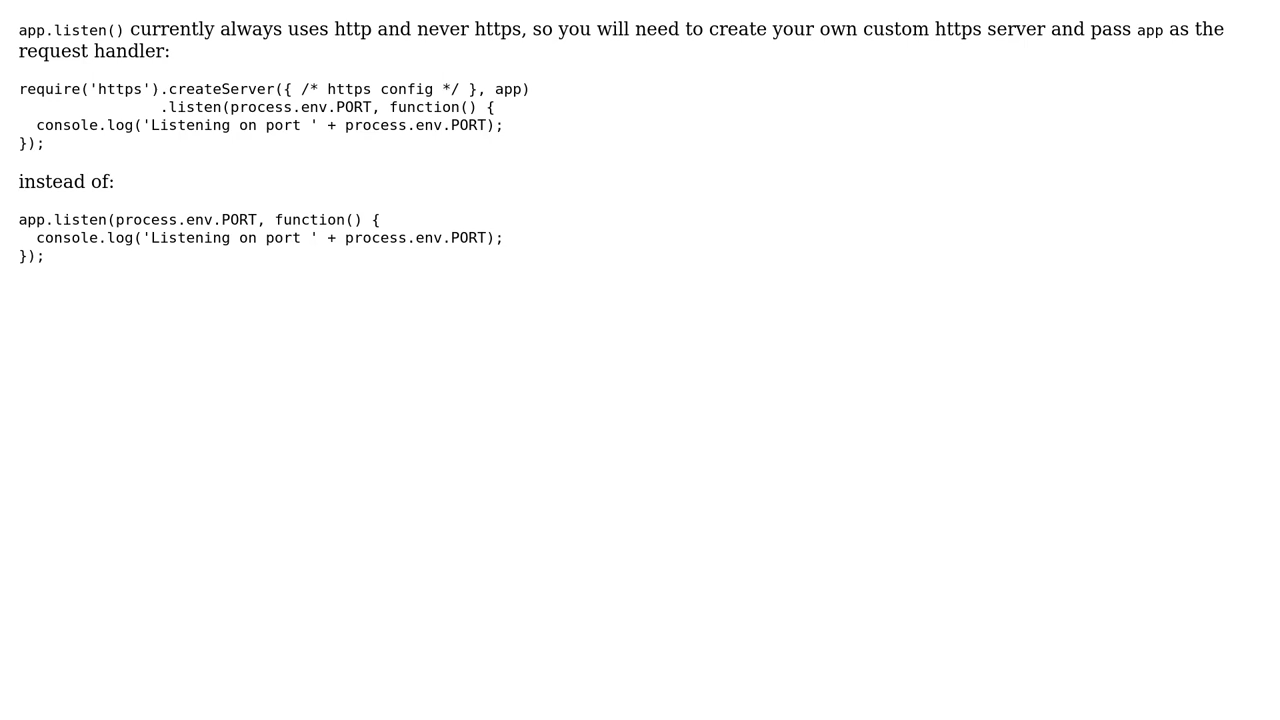 app.listen() currently always uses http and never https, so you will need to create your own custom https server and pass app as the
request handler:
require('https').createServer({ /* https config */ }, app)
                .listen(process.env.PORT, function() {
  console.log('Listening on port ' + process.env.PORT);
});
instead of:
app.listen(process.env.PORT, function() {
  console.log('Listening on port ' + process.env.PORT);
});